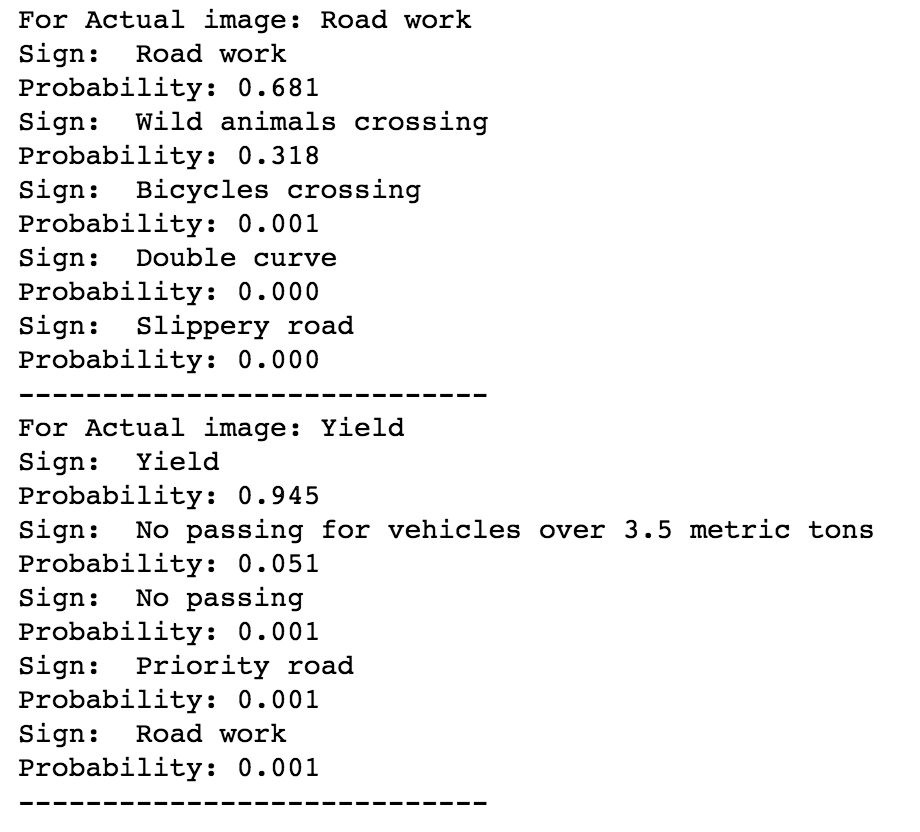 For Actual image: Road work
Sign:  Road work
Probability: 0.681
Sign:  Wild animals crossing
Probability: 0.318
Sign:  Bicycles crossing
Probability: 0.001
Sign:  Double curve
Probability: 0.000
Sign:  Slippery road
Probability: 0.000
----------------------------
For Actual image: Yield
Sign:  Yield
Probability: 0.945
Sign:  No passing for vehicles over 3.5 metric tons
Probability: 0.051
Sign:  No passing
Probability: 0.001
Sign:  Priority road
Probability: 0.001
Sign:  Road work
Probability: 0.001
----------------------------